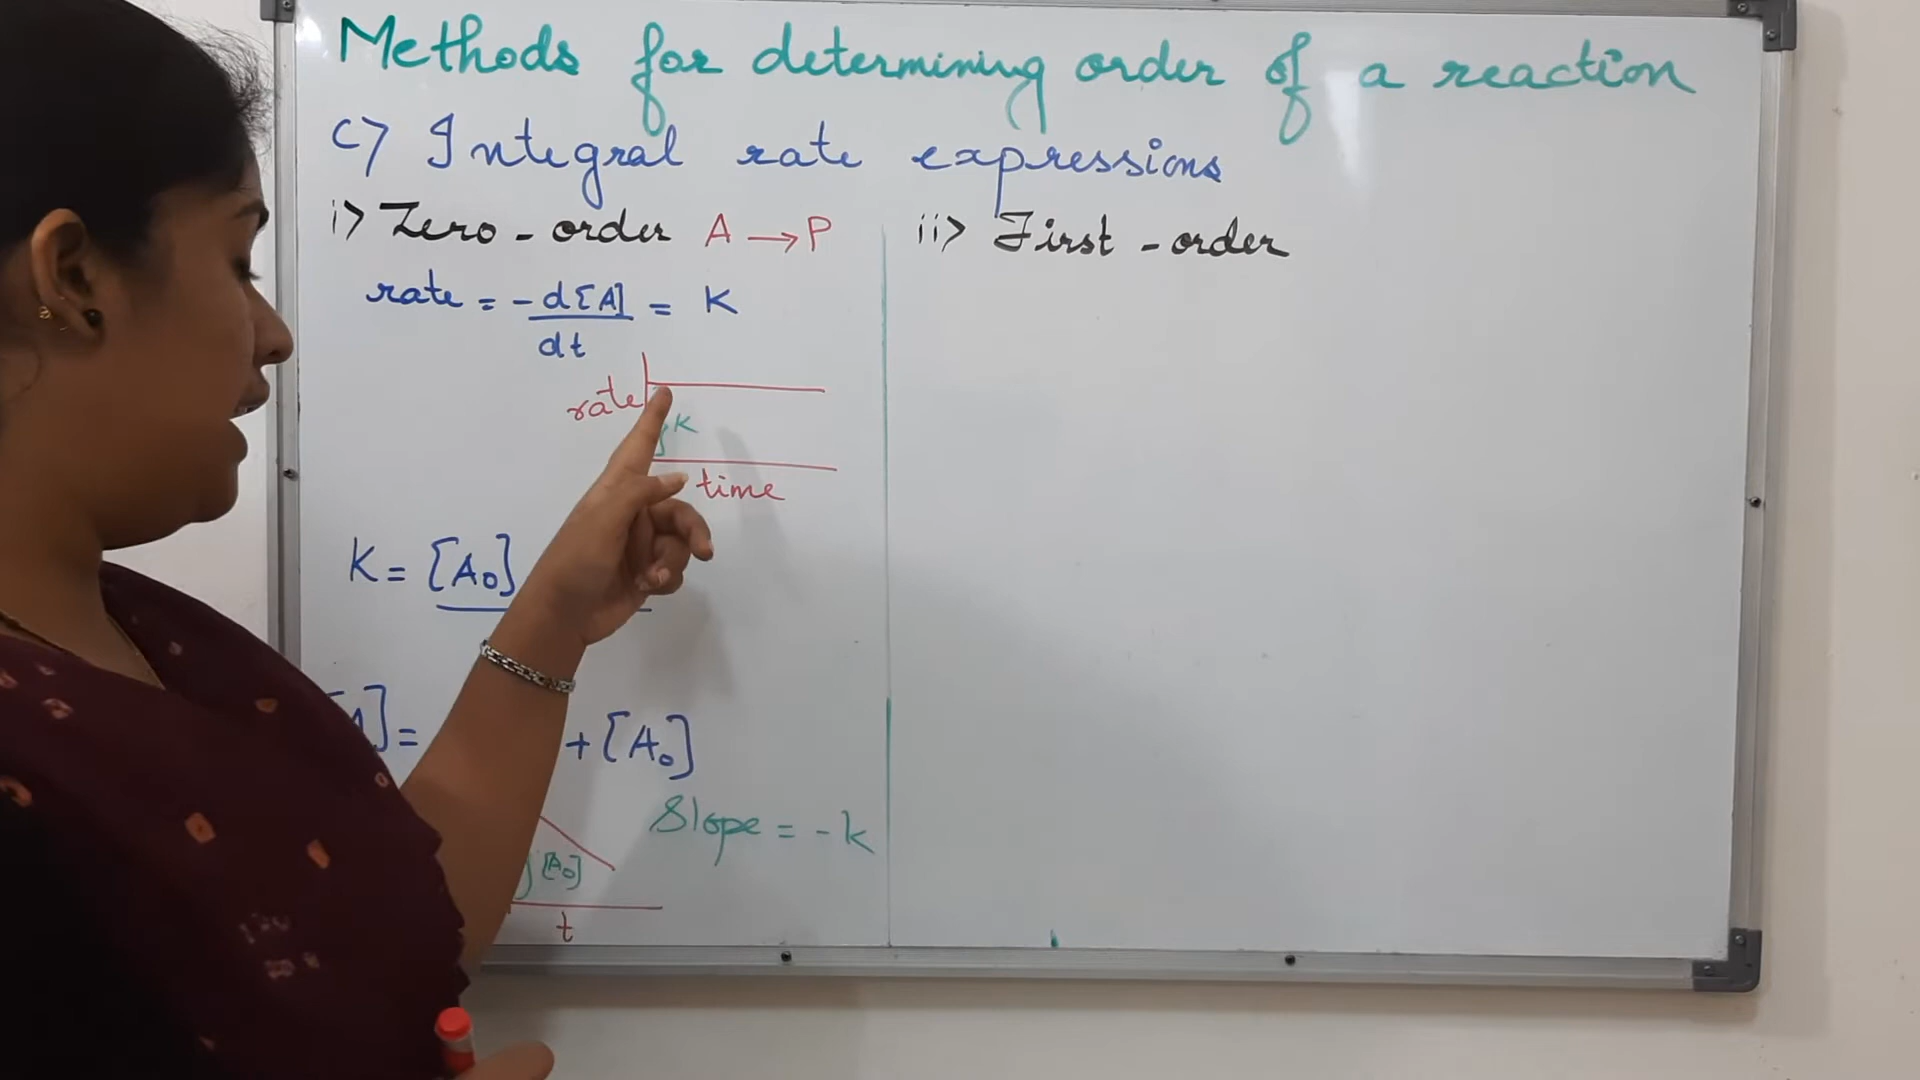 Methods for determining order of a reaction
C> Integral rate expressions
i> Zero-order A → P
rate = -d[A]/dt = K
rate
K
time
K = [A₀]
A] = + [A₀]
Slope = -k
[A₀]
t
ii> First-order